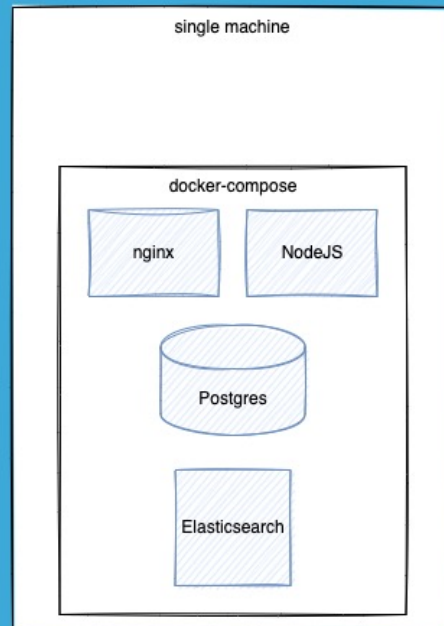 single machine
docker-compose
nginx
NodeJS
Postgres
Elasticsearch